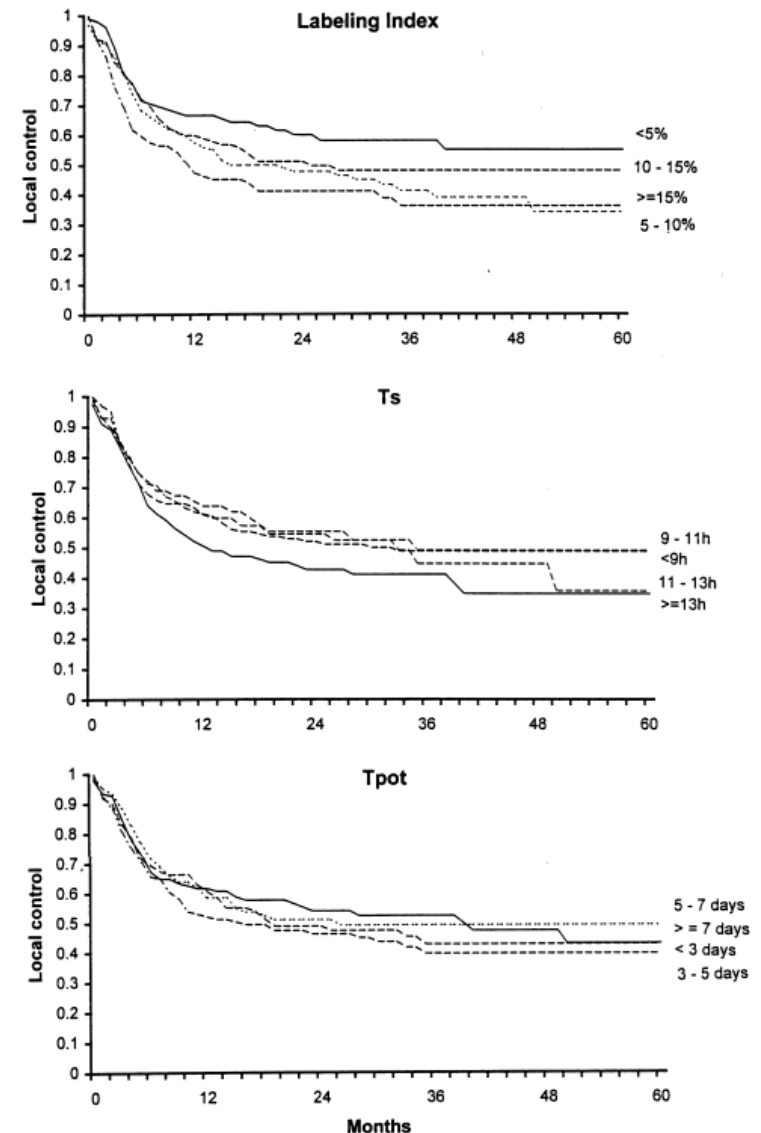 Labeling Index
Local control
1
0.9
0.8
0.7
0.6
0.5
0.4
0.3
0.2
0.1
0
<5%
10 - 15%
>=15%
5 - 10%
0 12 24 36 48 60
Ts
Local control
1
0.9
0.8
0.7
0.6
0.5
0.4
0.3
0.2
0.1
0
9 - 11h
<9h
11 - 13h
>=13h
0 12 24 36 48 60
Tpot
Local control
1
0.9
0.8
0.7
0.6
0.5
0.4
0.3
0.2
0.1
0
5 - 7 days
> = 7 days
< 3 days
3 - 5 days
0 12 24 36 48 60
Months